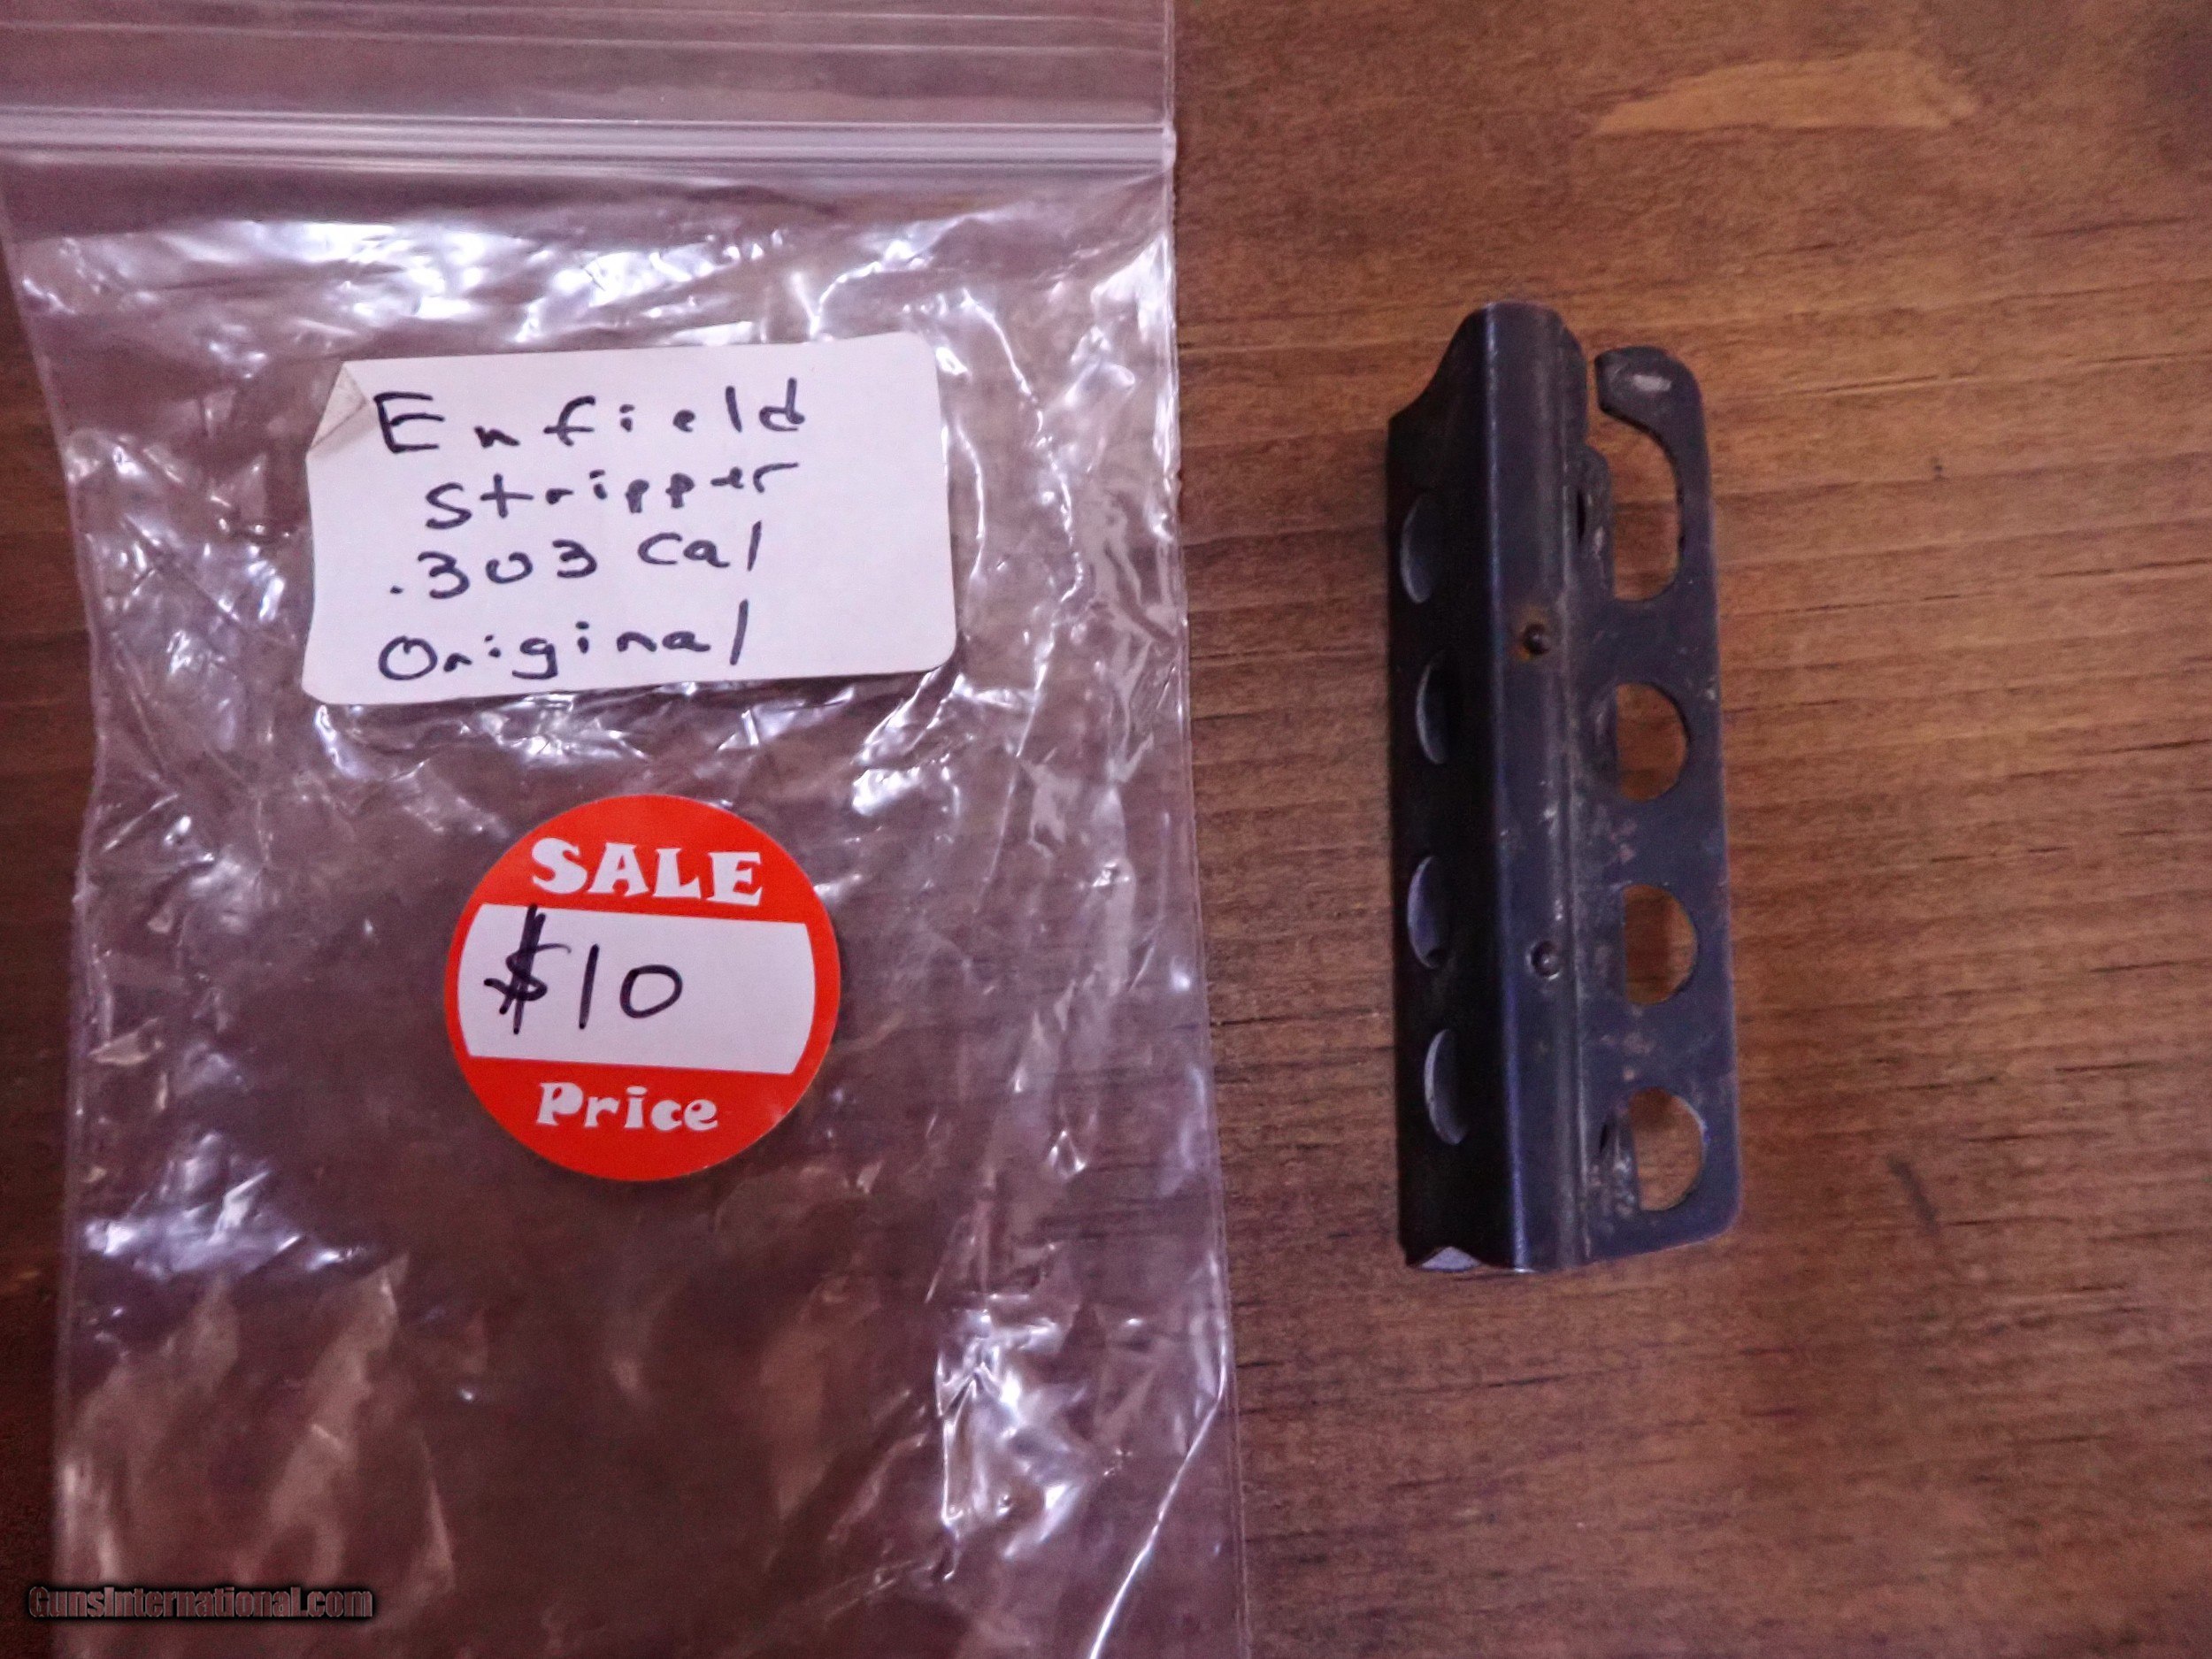 Enfield
Stripper
.303 Cal
Original
SALE
$10
Price
GunsInternational.com